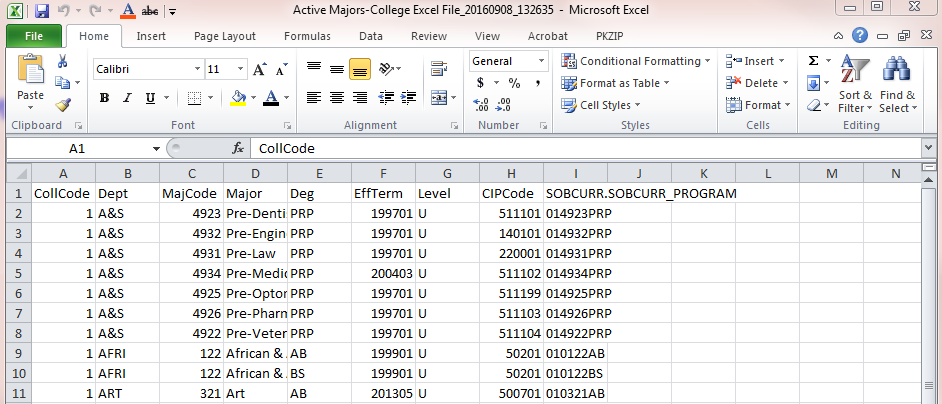 Active Majors-College Excel File_20160908_132635 - Microsoft Excel
File Home Insert Page Layout Formulas Data Review View Acrobat PKZIP
Paste Calibri 11 General Conditional Formatting Insert Σ
B I U A $ % , Format as Table Delete Sort & Filter Find & Select
.00 .0 Cell Styles Format
Clipboard Font Alignment Number Styles Cells Editing
A1 fx CollCode
A B C D E F G H I J K L M N
1 CollCode Dept MajCode Major Deg EffTerm Level CIPCode SOBCURR.SOBCURR_PROGRAM
2 1 A&S 4923 Pre-Denti PRP 199701 U 511101 014923PRP
3 1 A&S 4932 Pre-Engin PRP 199701 U 140101 014932PRP
4 1 A&S 4931 Pre-Law PRP 199701 U 220001 014931PRP
5 1 A&S 4934 Pre-Medic PRP 200403 U 511102 014934PRP
6 1 A&S 4925 Pre-Optor PRP 199701 U 511199 014925PRP
7 1 A&S 4926 Pre-Pharn PRP 199701 U 511103 014926PRP
8 1 A&S 4922 Pre-Veter PRP 199701 U 511104 014922PRP
9 1 AFRI 122 African & AB 199901 U 50201 010122AB
10 1 AFRI 122 African & BS 199901 U 50201 010122BS
11 1 ART 321 Art AB 201305 U 500701 010321AB